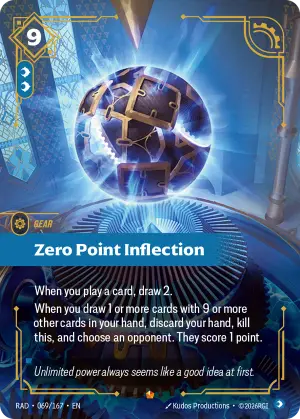 9
GEAR
Zero Point Inflection
When you play a card, draw 2.
When you draw 1 or more cards with 9 or more
other cards in your hand, discard your hand, kill
this, and choose an opponent. They score 1 point.
Unlimited power always seems like a good idea at first.
RAD • 069/167 • EN
Kudos Productions • ©2026RGI